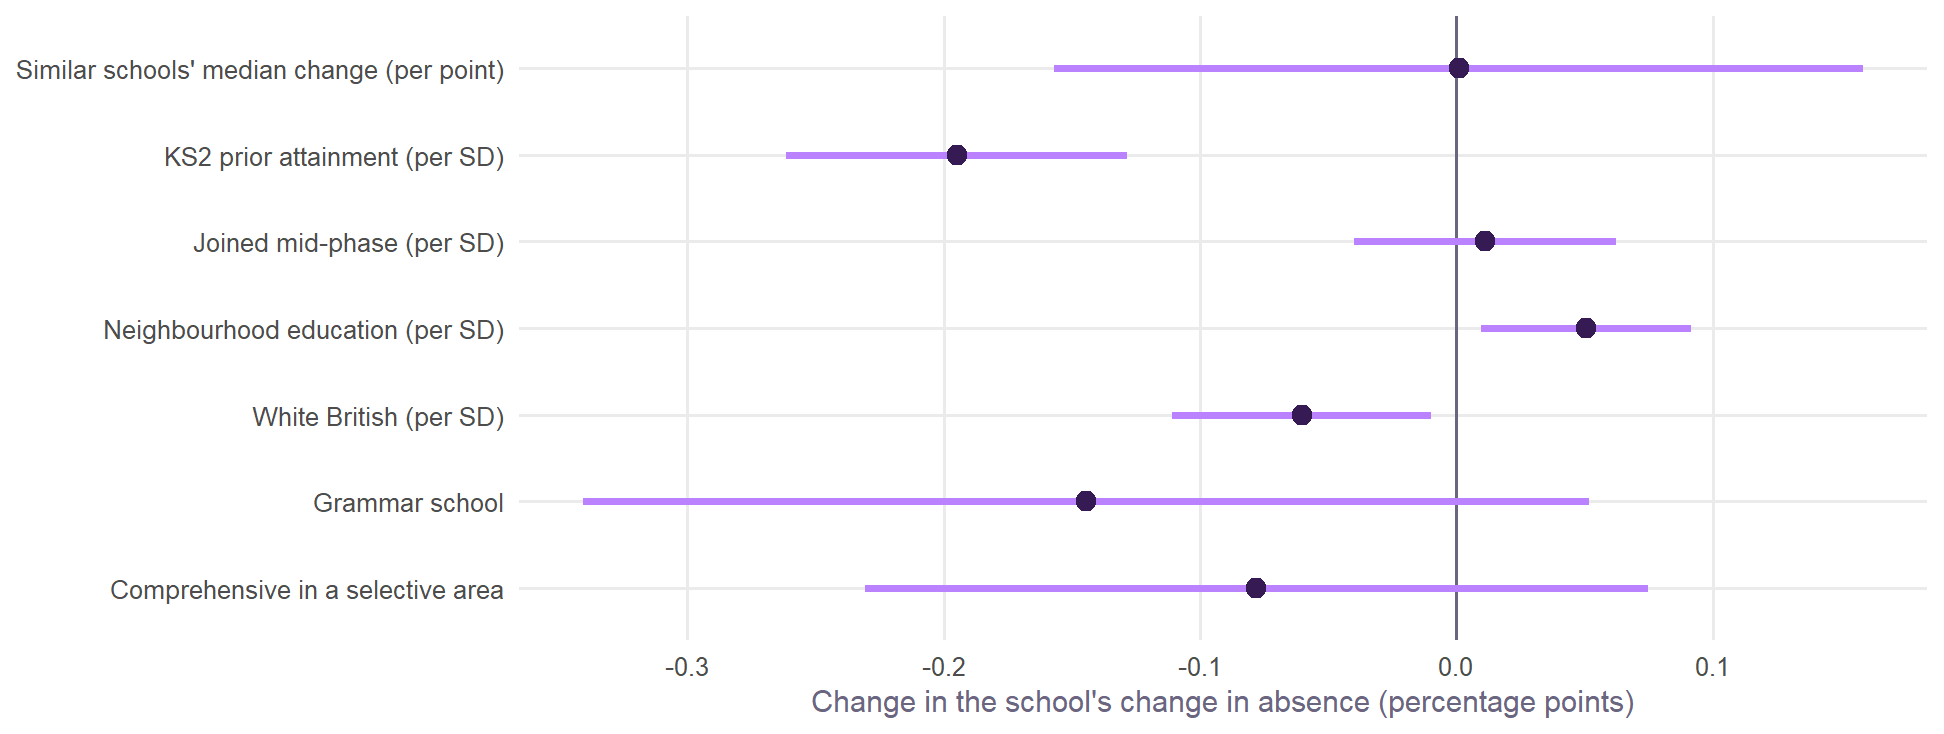 Similar schools' median change (per point)
KS2 prior attainment (per SD)
Joined mid-phase (per SD)
Neighbourhood education (per SD)
White British (per SD)
Grammar school
Comprehensive in a selective area
-0.3 -0.2 -0.1 0.0 0.1
Change in the school's change in absence (percentage points)